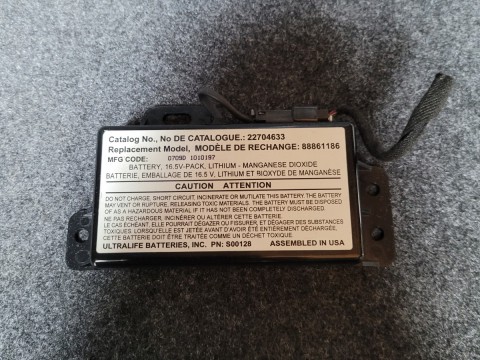 Catalog No., No DE CATALOGUE.: 22704633
Replacement Model, MODÈLE DE RECHANGE: 88861186
MFG CODE: 0709D 1010197
BATTERY, 16.5V-PACK, LITHIUM - MANGANESE DIOXIDE
BATTERIE, EMBALLAGE DE 16.5 V, LITHIUM ET BIOXYDE DE MANGANÈSE
CAUTION ATTENTION
DO NOT CHARGE, SHORT CIRCUIT, INCINERATE OR MUTILATE THIS BATTERY. THE BATTERY
MAY VENT OR RUPTURE, RELEASING TOXIC MATERIALS. THE BATTERY MUST BE DISPOSED
OF AS A HAZARDOUS MATERIAL IF IT HAS NOT BEEN COMPLETELY DISCHARGED.
NE PAS RECHARGER, INCINÉRER OU ALTÉRER CETTE BATTERIE
LE CAS ÉCHEANT, ELLE POURRAIT DÉGAZER OU FISSURER, ET DÉGAGER DES SUBSTANCES
TOXIQUES. LORSQU'ELLE EST JETÉE AVANT D'AVOIR ÉTÉ ENTIÈREMENT DÉCHARGÉE,
CETTE BATTERIE DOIT ÊTRE TRAITÉE COMME UN DÉCHET TOXIQUE
ULTRALIFE BATTERIES, INC. PN: S00128 ASSEMBLED IN USA